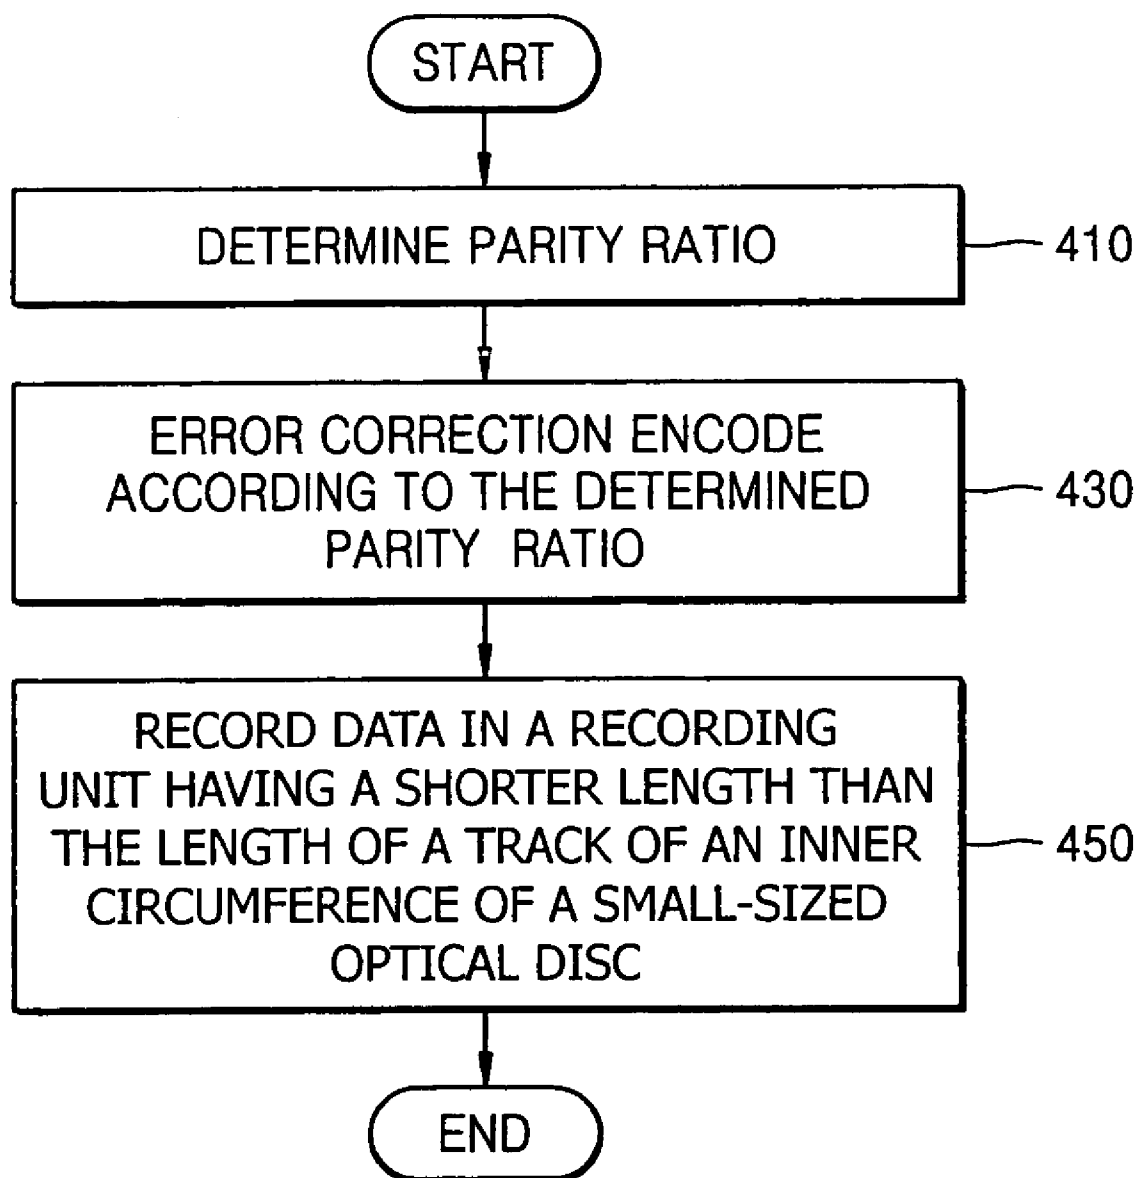 START
DETERMINE PARITY RATIO
410
ERROR CORRECTION ENCODE
ACCORDING TO THE DETERMINED
PARITY RATIO
430
RECORD DATA IN A RECORDING
UNIT HAVING A SHORTER LENGTH THAN
THE LENGTH OF A TRACK OF AN INNER
CIRCUMFERENCE OF A SMALL-SIZED
OPTICAL DISC
450
END